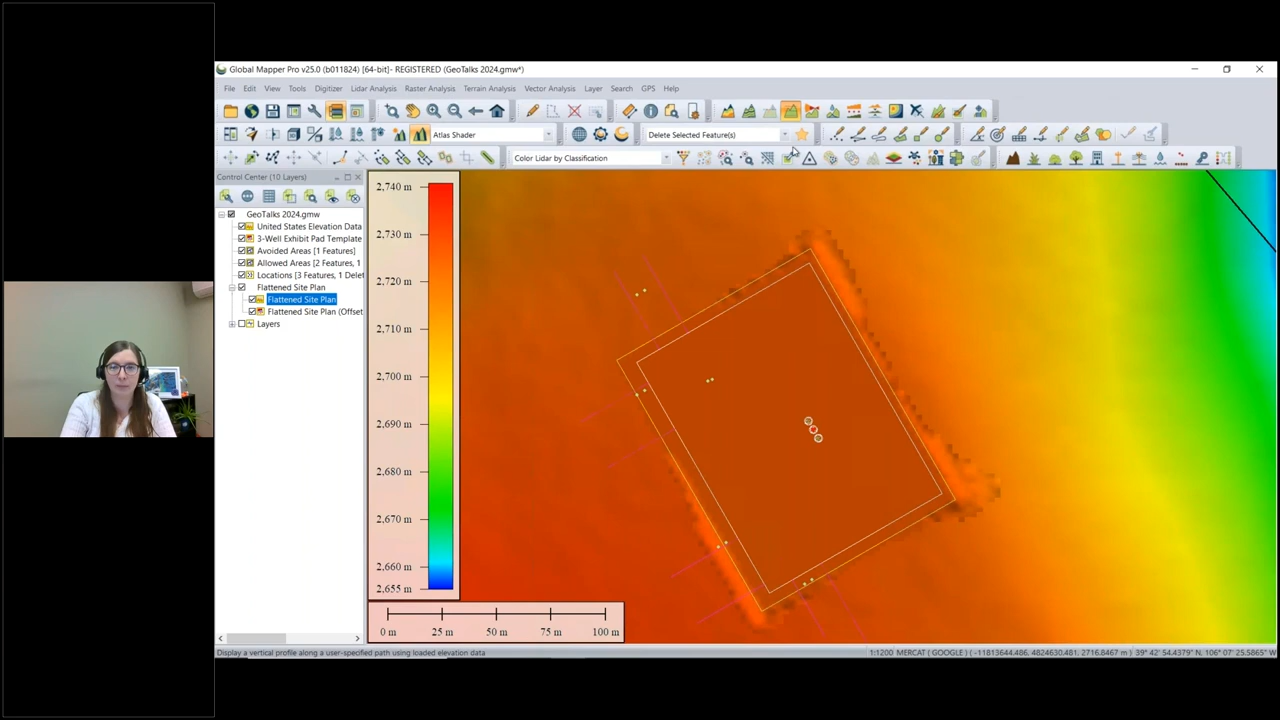 Global Mapper Pro v25.0 (b011824) [64-bit]- REGISTERED (GeoTalks 2024.gmw*)
File Edit View Tools Digitizer Lidar Analysis Raster Analysis Terrain Analysis Vector Analysis Layer Search GPS Help
Atlas Shader
Delete Selected Feature(s)
Color Lidar by Classification
Control Center (10 Layers)
GeoTalks 2024.gmw
United States Elevation Data
3-Well Exhibit Pad Template
Avoided Areas [1 Features]
Allowed Areas [2 Features, 1
Locations [3 Features, 1 Delet
Flattened Site Plan
Flattened Site Plan
Flattened Site Plan (Offset
Layers
2,740 m
2,730 m
2,720 m
2,710 m
2,700 m
2,690 m
2,680 m
2,670 m
2,660 m
2,655 m
0 m 25 m 50 m 75 m 100 m
Display a vertical profile along a user-specified path using loaded elevation data
1:1200 MERCAT ( GOOGLE ) ( -11813644.486, 4824630.481, 2716.8467 m ) 39° 42' 54.4379" N, 106° 07' 25.5865" W